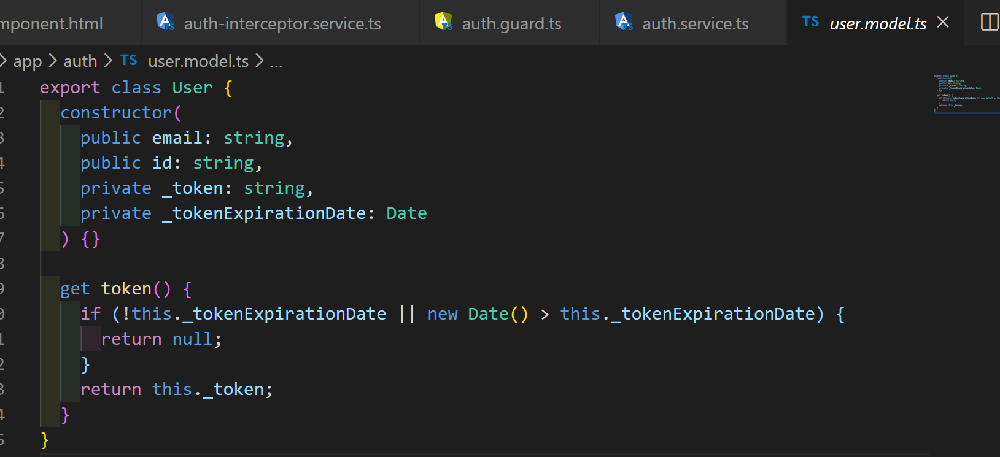 mponent.html auth-interceptor.service.ts auth.guard.ts auth.service.ts TS user.model.ts
app > auth > TS user.model.ts > ...
export class User {
constructor(
public email: string,
public id: string,
private _token: string,
private _tokenExpirationDate: Date
) {}
get token() {
if (!this._tokenExpirationDate || new Date() > this._tokenExpirationDate) {
return null;
}
return this._token;
}
}